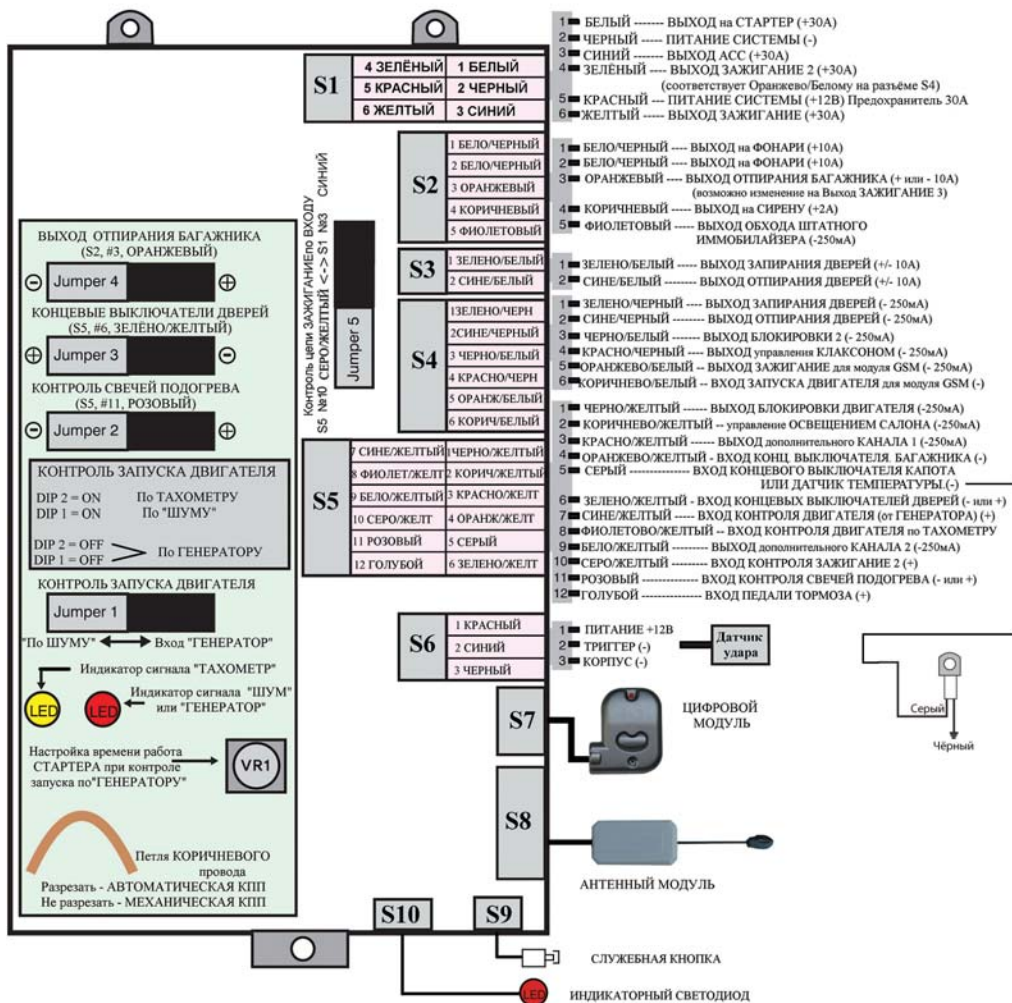 S1
4 ЗЕЛЁНЫЙ 1 БЕЛЫЙ
5 КРАСНЫЙ 2 ЧЕРНЫЙ
6 ЖЕЛТЫЙ 3 СИНИЙ
1 БЕЛЫЙ ------- ВЫХОД на СТАРТЕР (+30А)
2 ЧЕРНЫЙ ----- ПИТАНИЕ СИСТЕМЫ (-)
3 СИНИЙ ------- ВЫХОД АСС (+30А)
4 ЗЕЛЁНЫЙ ---- ВЫХОД ЗАЖИГАНИЕ 2 (+30А)
(соответствует Оранжево/Белому на разъёме S4)
5 КРАСНЫЙ --- ПИТАНИЕ СИСТЕМЫ (+12В) Предохранитель 30А
6 ЖЕЛТЫЙ ----- ВЫХОД ЗАЖИГАНИЕ (+30А)
S2
1 БЕЛО/ЧЕРНЫЙ
2 БЕЛО/ЧЕРНЫЙ
3 ОРАНЖЕВЫЙ
4 КОРИЧНЕВЫЙ
5 ФИОЛЕТОВЫЙ
1 БЕЛО/ЧЕРНЫЙ ---- ВЫХОД на ФОНАРИ (+10А)
2 БЕЛО/ЧЕРНЫЙ ---- ВЫХОД на ФОНАРИ (+10А)
3 ОРАНЖЕВЫЙ ---- ВЫХОД ОТПИРАНИЯ БАГАЖНИКА (+ или - 10А)
(возможно изменение на Выход ЗАЖИГАНИЕ 3)
4 КОРИЧНЕВЫЙ ----- ВЫХОД на СИРЕНУ (+2А)
5 ФИОЛЕТОВЫЙ ------ ВЫХОД ОБХОДА ШТАТНОГО
ИММОБИЛАЙЗЕРА (-250мА)
S3
1 ЗЕЛЕНО/БЕЛЫЙ
2 СИНЕ/БЕЛЫЙ
1 ЗЕЛЕНО/БЕЛЫЙ ----- ВЫХОД ЗАПИРАНИЯ ДВЕРЕЙ (+/- 10А)
2 СИНЕ/БЕЛЫЙ --------- ВЫХОД ОТПИРАНИЯ ДВЕРЕЙ (+/- 10А)
S4
1ЗЕЛЕНО/ЧЕРН
2СИНЕ/ЧЕРНЫЙ
3 ЧЕРНО/БЕЛЫЙ
4 КРАСНО/ЧЕРН
5 ОРАНЖ/БЕЛЫЙ
6 КОРИЧ/БЕЛЫЙ
1 ЗЕЛЕНО/ЧЕРНЫЙ ---- ВЫХОД ЗАПИРАНИЯ ДВЕРЕЙ (- 250мА)
2 СИНЕ/ЧЕРНЫЙ ------- ВЫХОД ОТПИРАНИЯ ДВЕРЕЙ (- 250мА)
3 ЧЕРНО/БЕЛЫЙ ------- ВЫХОД БЛОКИРОВКИ 2 (-250мА)
4 КРАСНО/ЧЕРНЫЙ ---- ВЫХОД управления КЛАКСОНОМ (- 250мА)
5 ОРАНЖЕВО/БЕЛЫЙ -- ВЫХОД ЗАЖИГАНИЕ для модуля GSM (- 250мА)
6 КОРИЧНЕВО/БЕЛЫЙ -- ВХОД ЗАПУСКА ДВИГАТЕЛЯ для модуля GSM (-)
S5
7 СИНЕ/ЖЕЛТЫЙ 1ЧЕРНО/ЖЕЛТЫЙ
8 ФИОЛЕТ/ЖЕЛТ 2 КОРИЧ/ЖЕЛТ
9 БЕЛО/ЖЕЛТЫЙ 3 КРАСНО/ЖЕЛТ
10 СЕРО/ЖЕЛТ 4 ОРАНЖ/ЖЕЛТ
11 РОЗОВЫЙ 5 СЕРЫЙ
12 ГОЛУБОЙ 6 ЗЕЛЕНО/ЖЕЛТ
1 ЧЕРНО/ЖЕЛТЫЙ ------ ВЫХОД БЛОКИРОВКИ ДВИГАТЕЛЯ (-250мА)
2 КОРИЧНЕВО/ЖЕЛТЫЙ -- управление ОСВЕЩЕНИЕМ САЛОНА (-250мА)
3 КРАСНО/ЖЕЛТЫЙ ------ ВЫХОД дополнительного КАНАЛА 1 (-250мА)
4 ОРАНЖЕВО/ЖЕЛТЫЙ - ВХОД КОНЦ. ВЫКЛЮЧАТЕЛЯ. БАГАЖНИКА (-)
5 СЕРЫЙ --------------- ВХОД КОНЦЕВОГО ВЫКЛЮЧАТЕЛЯ КАПОТА
ИЛИ ДАТЧИК ТЕМПЕРАТУРЫ.(-)
6 ЗЕЛЕНО/ЖЕЛТЫЙ - ВХОД КОНЦЕВЫХ ВЫКЛЮЧАТЕЛЕЙ ДВЕРЕЙ (- или +)
7 СИНЕ/ЖЕЛТЫЙ ----- ВХОД КОНТРОЛЯ ДВИГАТЕЛЯ (от ГЕНЕРАТОРА) (+)
8 ФИОЛЕТОВО/ЖЕЛТЫЙ -- ВХОД КОНТРОЛЯ ДВИГАТЕЛЯ по ТАХОМЕТРУ
9 БЕЛО/ЖЕЛТЫЙ --------- ВЫХОД дополнительного КАНАЛА 2 (-250мА)
10 СЕРО/ЖЕЛТЫЙ --------- ВХОД КОНТРОЛЯ ЗАЖИГАНИЯ 2 (+)
11 РОЗОВЫЙ --------------- ВХОД КОНТРОЛЯ СВЕЧЕЙ ПОДОГРЕВА (- или +)
12 ГОЛУБОЙ --------------- ВХОД ПЕДАЛИ ТОРМОЗА (+)
S6
1 КРАСНЫЙ
2 СИНИЙ
3 ЧЕРНЫЙ
1 ПИТАНИЕ +12В
2 ТРИГГЕР (-)
3 КОРПУС (-)
Датчик
удара
Серый
Чёрный
S7
ЦИФРОВОЙ
МОДУЛЬ
S8
АНТЕННЫЙ МОДУЛЬ
S10
S9
СЛУЖЕБНАЯ КНОПКА
LED
ИНДИКАТОРНЫЙ СВЕТОДИОД
Контроль цепи ЗАЖИГАНИЕпо ВХОДУ
S5 №10 СЕРО/ЖЕЛТЫЙ <-> S1 №3 СИНИЙ
Jumper 5
ВЫХОД ОТПИРАНИЯ БАГАЖНИКА
(S2, #3, ОРАНЖЕВЫЙ)
- Jumper 4 +
КОНЦЕВЫЕ ВЫКЛЮЧАТЕЛИ ДВЕРЕЙ
(S5, #6, ЗЕЛЁНО/ЖЕЛТЫЙ)
+ Jumper 3 -
КОНТРОЛЬ СВЕЧЕЙ ПОДОГРЕВА
(S5, #11, РОЗОВЫЙ)
- Jumper 2 +
КОНТРОЛЬ ЗАПУСКА ДВИГАТЕЛЯ
DIP 2 = ON По ТАХОМЕТРУ
DIP 1 = ON По "ШУМУ"
DIP 2 = OFF
По ГЕНЕРАТОРУ
DIP 1 = OFF
КОНТРОЛЬ ЗАПУСКА ДВИГАТЕЛЯ
Jumper 1
"По ШУМУ" Вход "ГЕНЕРАТОР"
Индикатор сигнала "ТАХОМЕТР"
LED
LED
Индикатор сигнала "ШУМ"
или "ГЕНЕРАТОР"
Настройка времени работа
СТАРТЕРА при контроле
запуска по"ГЕНЕРАТОРУ"
VR1
Петля КОРИЧНЕВОГО
провода
Разрезать - АВТОМАТИЧЕСКАЯ КПП
Не разрезать - МЕХАНИЧЕСКАЯ КПП